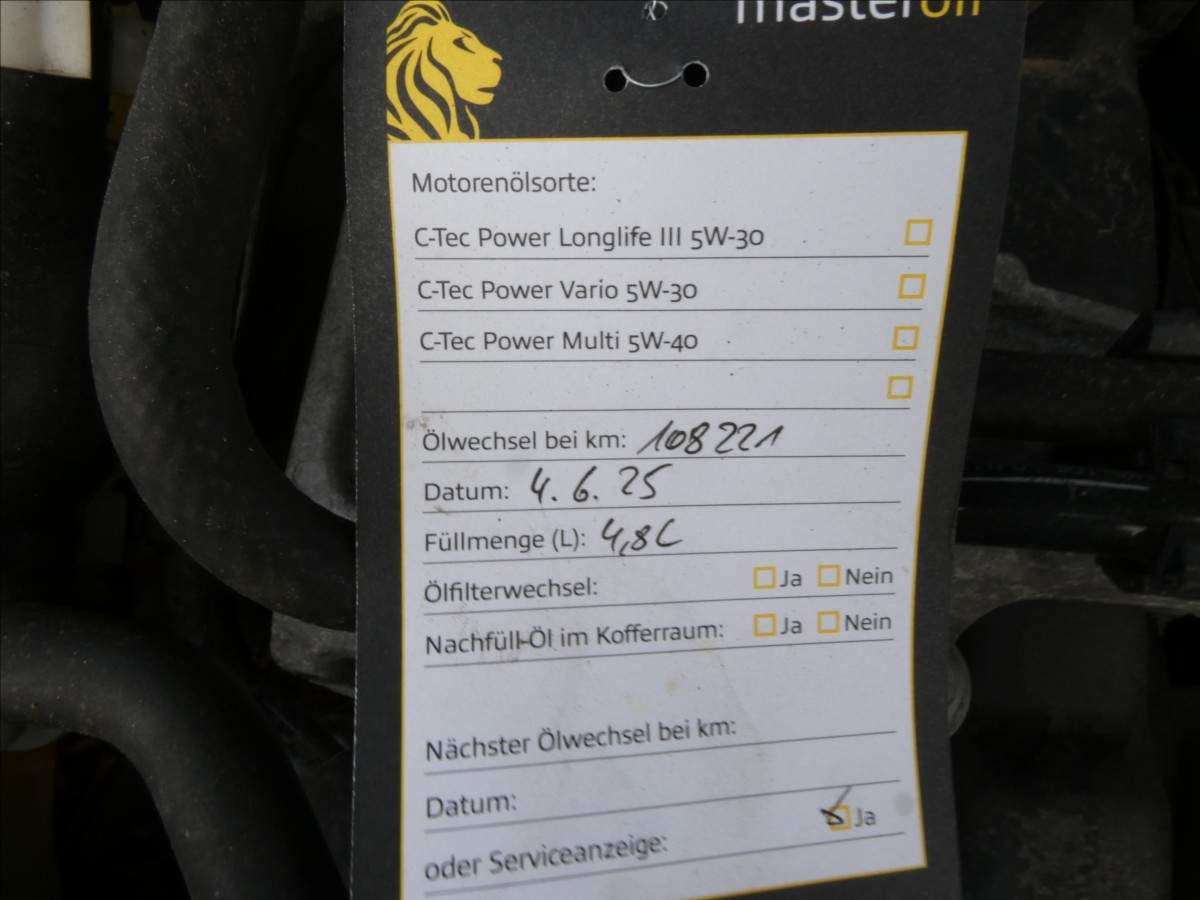 masteroil
Motorenölsorte:
C-Tec Power Longlife III 5W-30
C-Tec Power Vario 5W-30
C-Tec Power Multi 5W-40
Ölwechsel bei km: 108221
Datum: 4.6.25
Füllmenge (L): 4,8L
Ölfilterwechsel: Ja Nein
Nachfüll-Öl im Kofferraum: Ja Nein
Nächster Ölwechsel bei km:
Datum:
oder Serviceanzeige: Ja